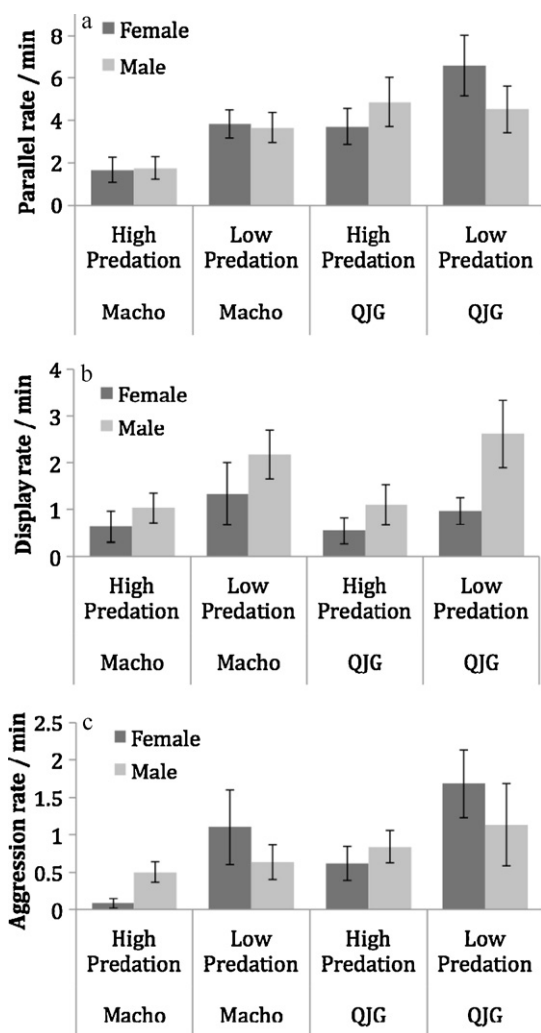 a
Female
Male
Parallel rate / min
8
6
4
2
0
High Predation
Low Predation
High Predation
Low Predation
Macho
Macho
QJG
QJG
b
Female
Male
Display rate / min
4
3
2
1
0
High Predation
Low Predation
High Predation
Low Predation
Macho
Macho
QJG
QJG
c
Female
Male
Aggression rate / min
2.5
2
1.5
1
0.5
0
High Predation
Low Predation
High Predation
Low Predation
Macho
Macho
QJG
QJG